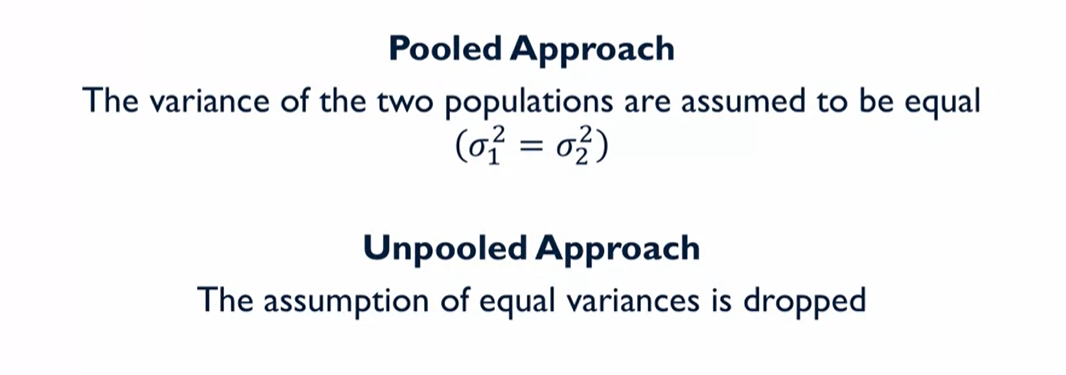 Pooled Approach
The variance of the two populations are assumed to be equal
(σ₁² = σ₂²)
Unpooled Approach
The assumption of equal variances is dropped